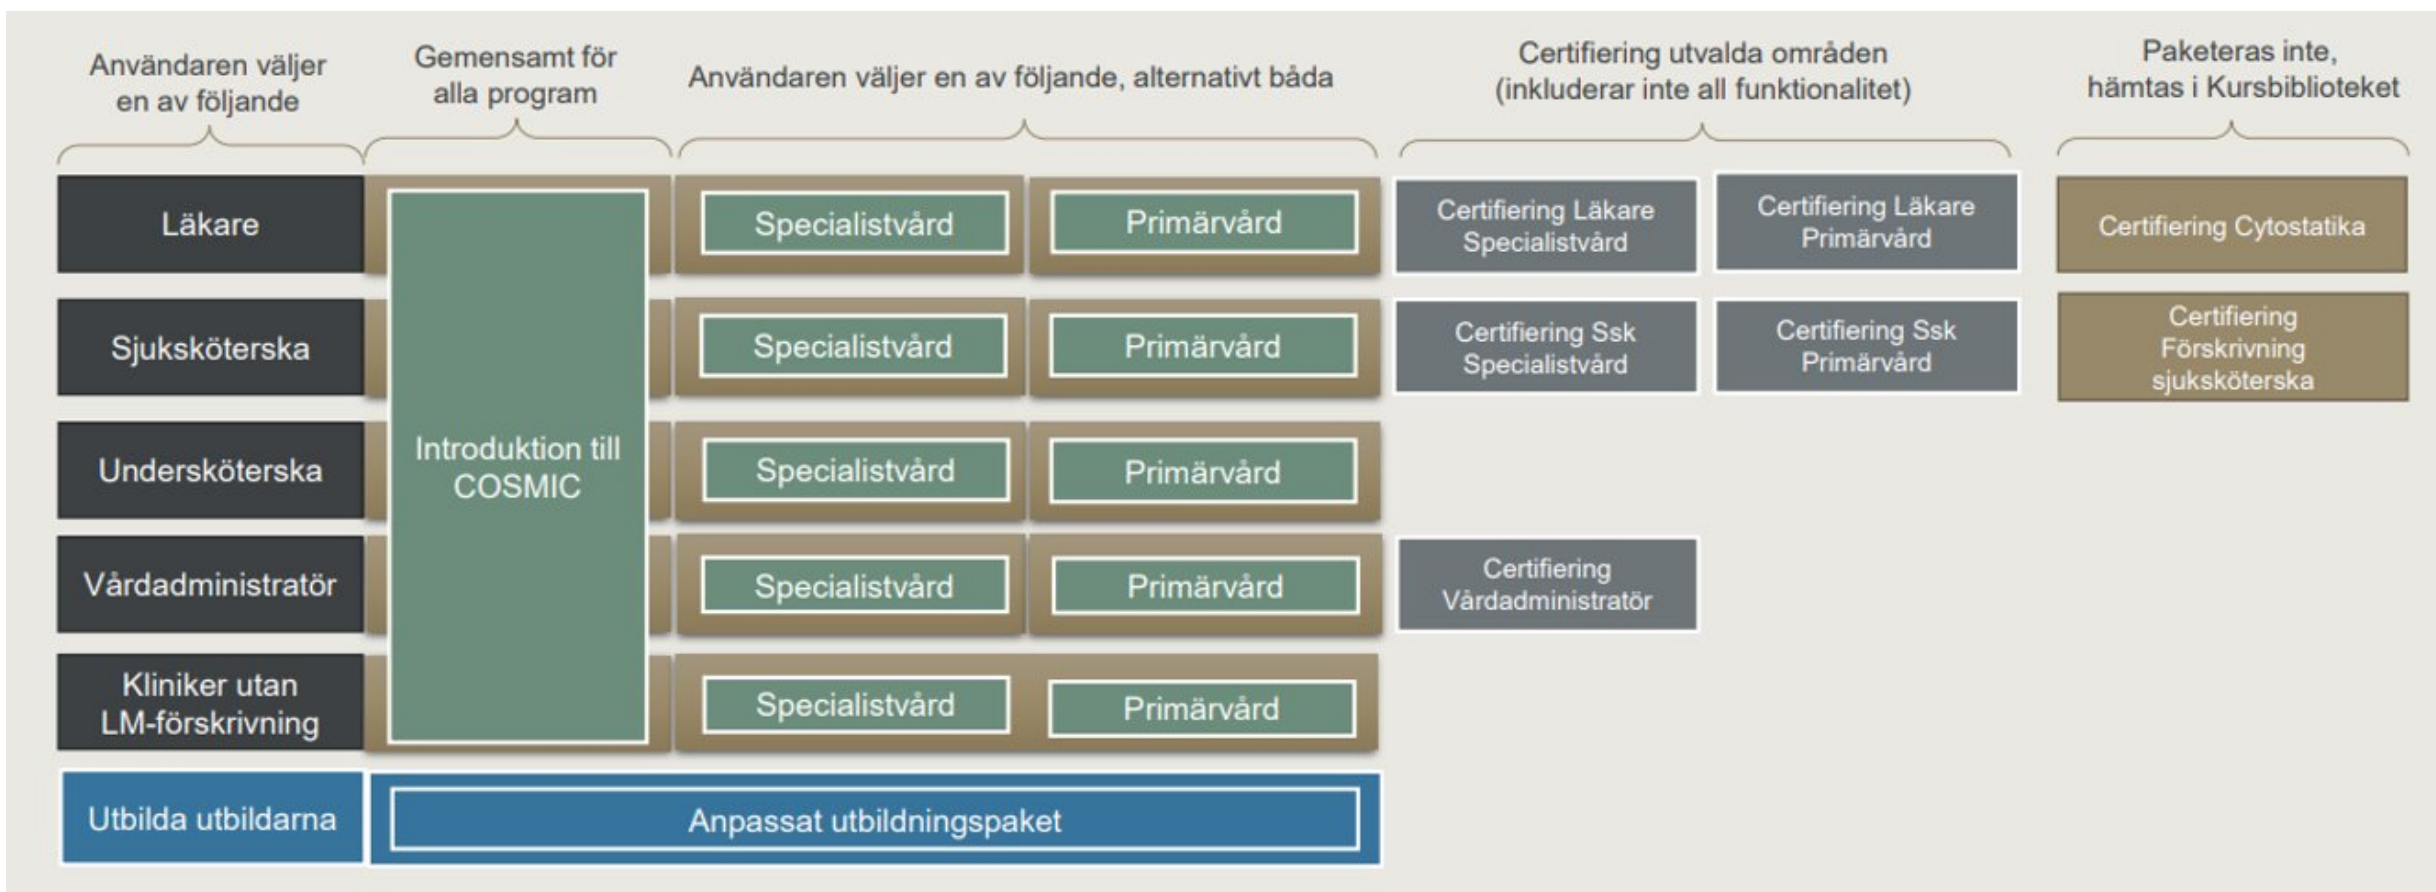 Användaren väljer
en av följande
Gemensamt för
alla program
Användaren väljer en av följande, alternativt båda
Certifiering utvalda områden
(inkluderar inte all funktionalitet)
Paketeras inte,
hämtas i Kursbiblioteket
Läkare
Specialistvård
Primärvård
Certifiering Läkare
Specialistvård
Certifiering Läkare
Primärvård
Certifiering Cytostatika
Sjuksköterska
Specialistvård
Primärvård
Certifiering Ssk
Specialistvård
Certifiering Ssk
Primärvård
Certifiering
Förskrivning
sjuksköterska
Undersköterska
Introduktion till
COSMIC
Specialistvård
Primärvård
Vårdadministratör
Specialistvård
Primärvård
Certifiering
Vårdadministratör
Kliniker utan
LM-förskrivning
Specialistvård
Primärvård
Utbilda utbildarna
Anpassat utbildningspaket